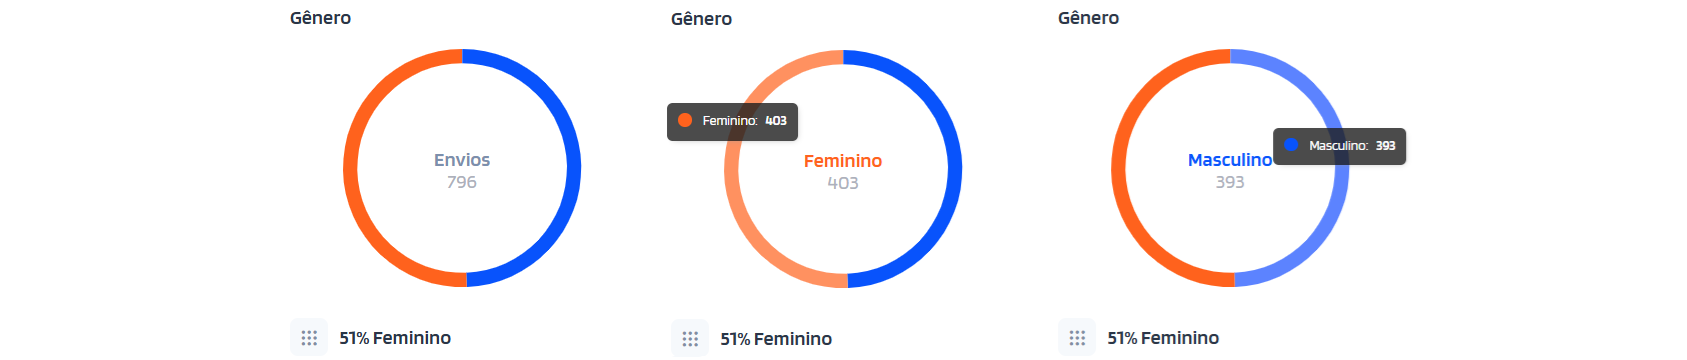 Gênero
Envios
796
51% Feminino
Gênero
Feminino: 403
Feminino
403
51% Feminino
Gênero
Masculino: 393
Masculino
393
51% Feminino